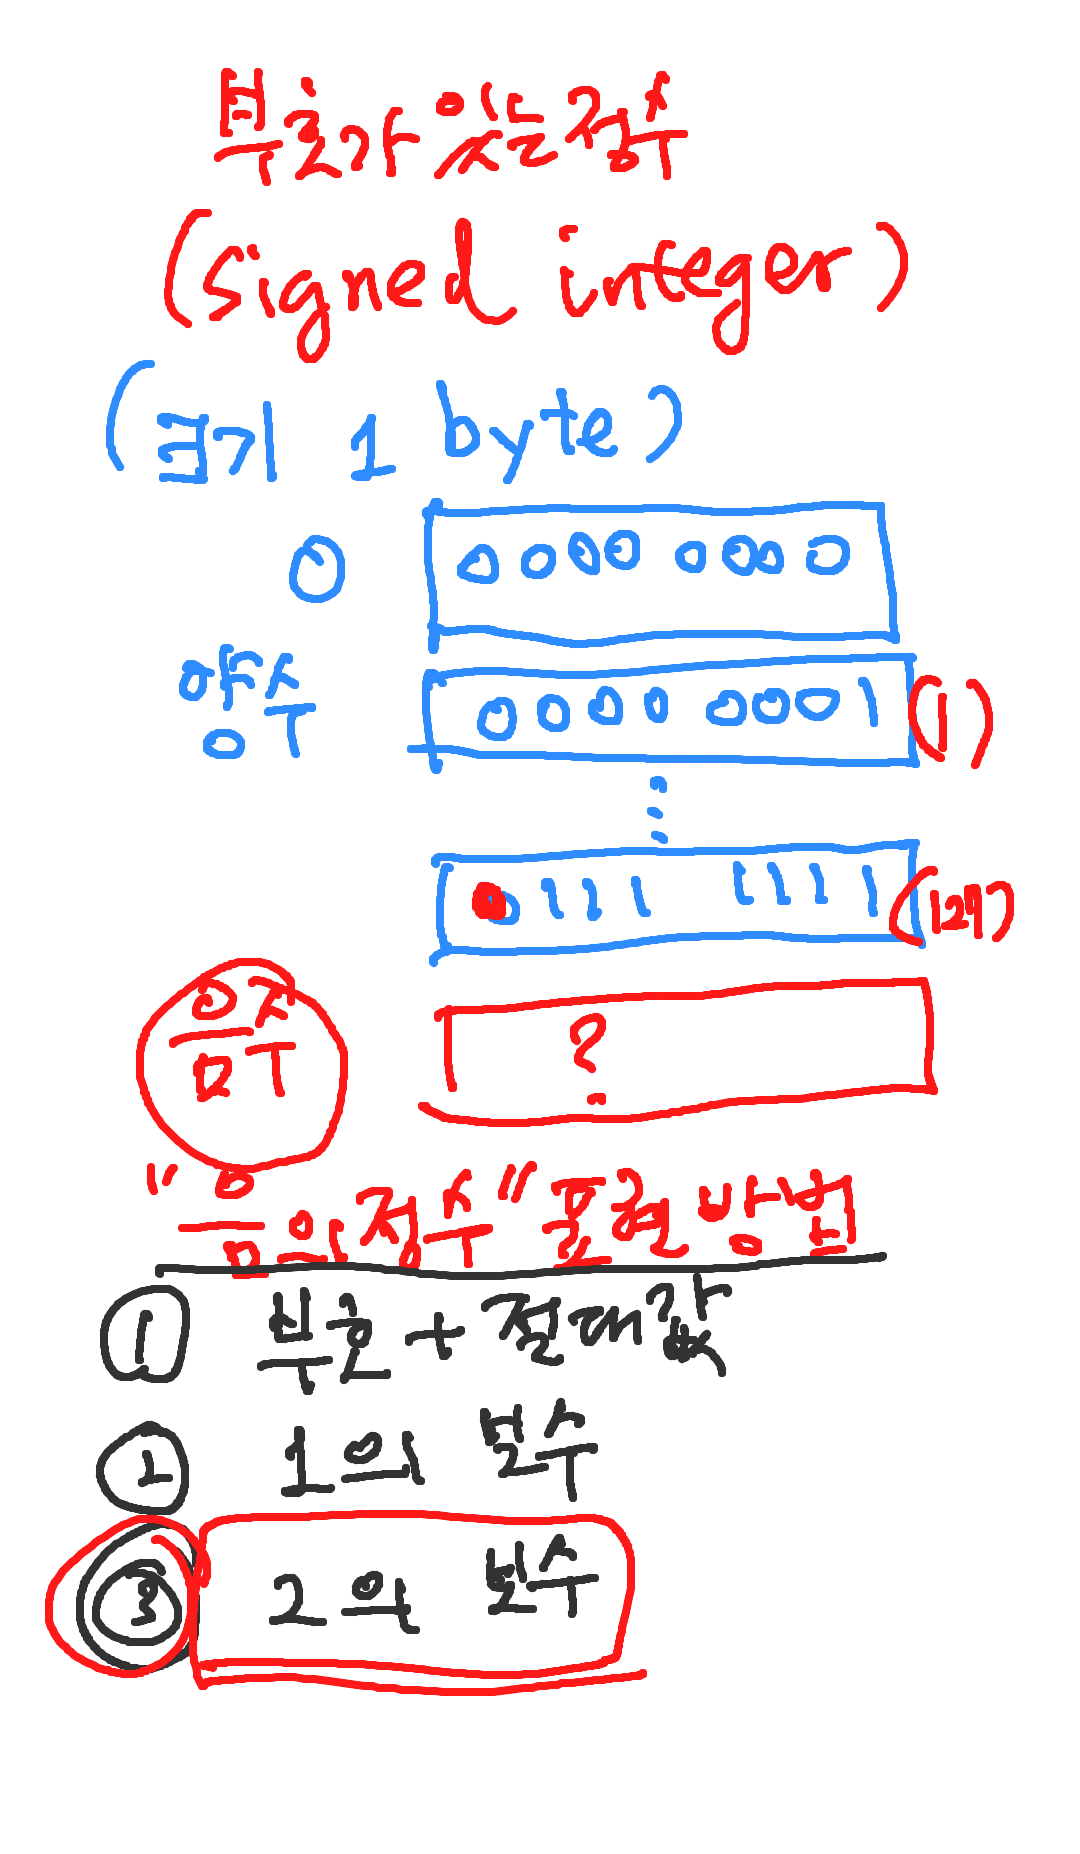 부호가 있는 정수
(signed integer)
(크기 1 byte)
0 0000 0000
양수 0000 0001 (1)
⋮
0111 1111 (127)
음수 ?
"음의 정수" 표현 방법
① 부호 + 절대값
② 1의 보수
③ 2의 보수